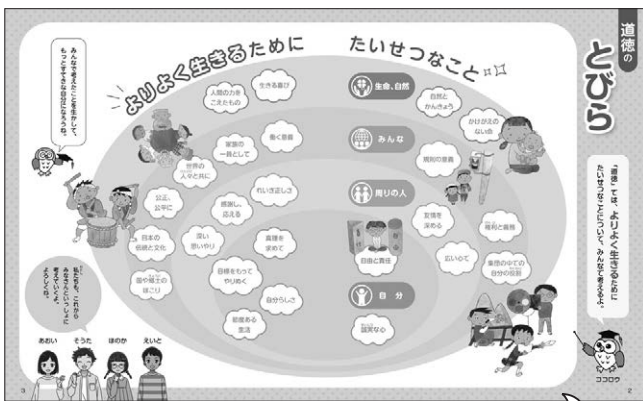 道徳の
とびら
"道徳"では、よりよく生きるために
たいせつなことについて、みんなで考えるよ。
ココロウ
2
よりよく生きるために
たいせつなこと
生命、自然
自然と
かんきょう
かけがえの
ない命
生きる喜び
人間の力を
こえたもの
みんな
規則の意義
権利と義務
集団の中での
自分の役割
働く意義
家族の
一員として
世界の
人々と共に
公正、
公平に
日本の
伝統と文化
国や郷土の
ほこり
周りの人
友情を
深める
広い心で
れいぎ正しさ
感謝し、
応える
深い
思いやり
自由と責任
自分
誠実な心
真理を
求めて
目標をもって
やりぬく
自分らしさ
節度ある
生活
みんなで考えたことを生かして、
もっとすてきな自分になろうね。
私たちも、これから
みなさんといっしょに
考えていくよ。
よろしくね。
あおい
そうた
ほのか
えいと
3